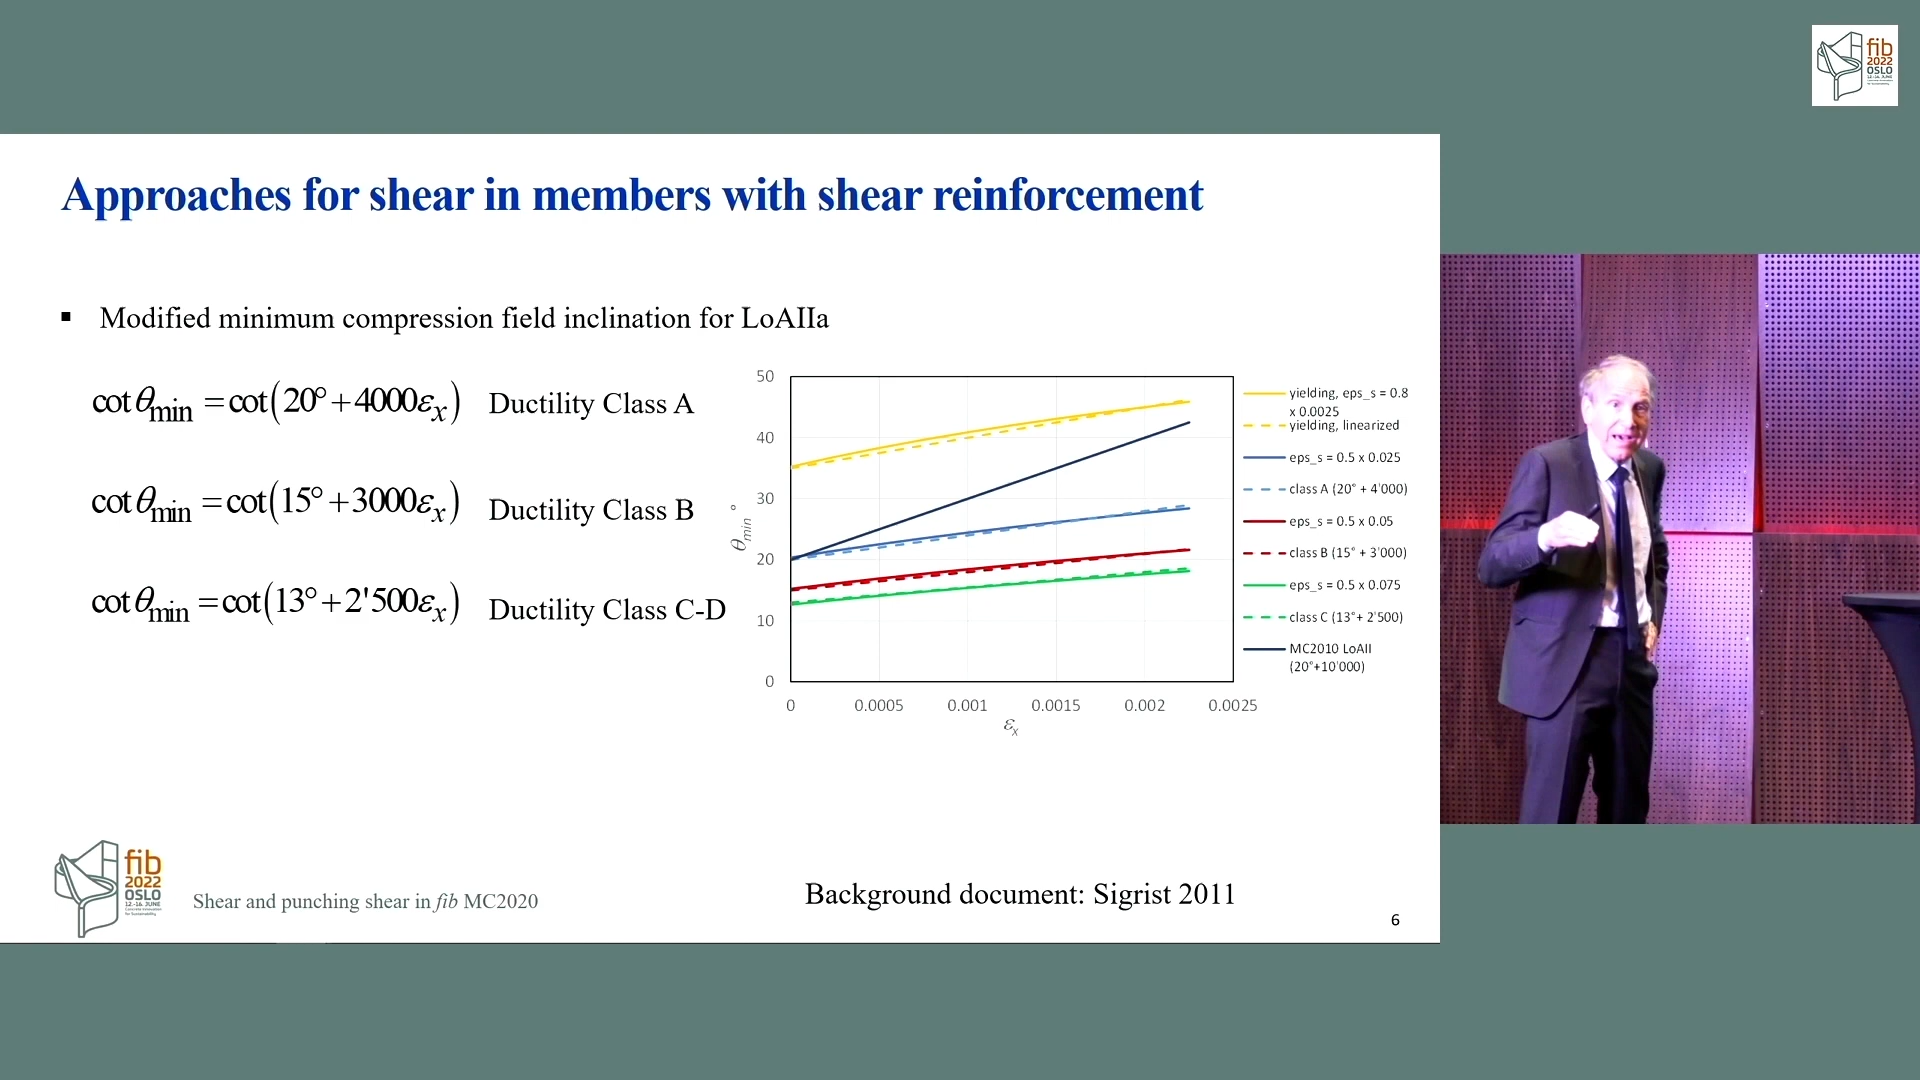 fib
2022
OSLO
12.-16. JUNE
Approaches for shear in members with shear reinforcement
▪ Modified minimum compression field inclination for LoAIIa
cot θmin = cot(20° + 4000εx) Ductility Class A
cot θmin = cot(15° + 3000εx) Ductility Class B
cot θmin = cot(13° + 2'500εx) Ductility Class C-D
50
40
30
20
10
0
θmin °
0 0.0005 0.001 0.0015 0.002 0.0025
εx
yielding, eps_s = 0.8
x 0.0025
yielding, linearized
eps_s = 0.5 x 0.025
class A (20° + 4'000)
eps_s = 0.5 x 0.05
class B (15° + 3'000)
eps_s = 0.5 x 0.075
class C (13°+ 2'500)
MC2010 LoAII
(20°+10'000)
fib
2022
OSLO
12.-16. JUNE
Shear and punching shear in fib MC2020
Background document: Sigrist 2011
6